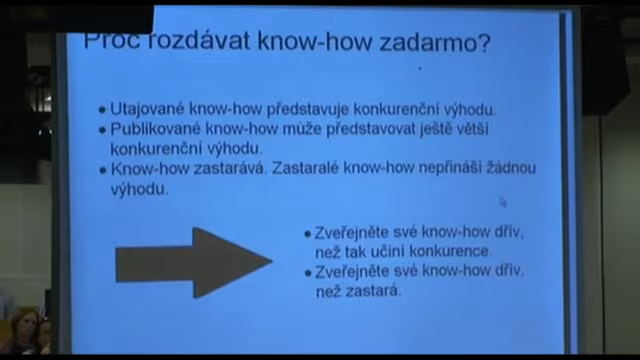 Proč rozdávat know-how zadarmo?
• Utajované know-how představuje konkurenční výhodu.
• Publikované know-how může představovat ještě větší
konkurenční výhodu.
• Know-how zastarává. Zastaralé know-how nepřináši žádnou
výhodu.
• Zveřejněte své know-how dřív,
než tak učiní konkurence.
• Zveřejněte své know-how dřív,
než zastará.